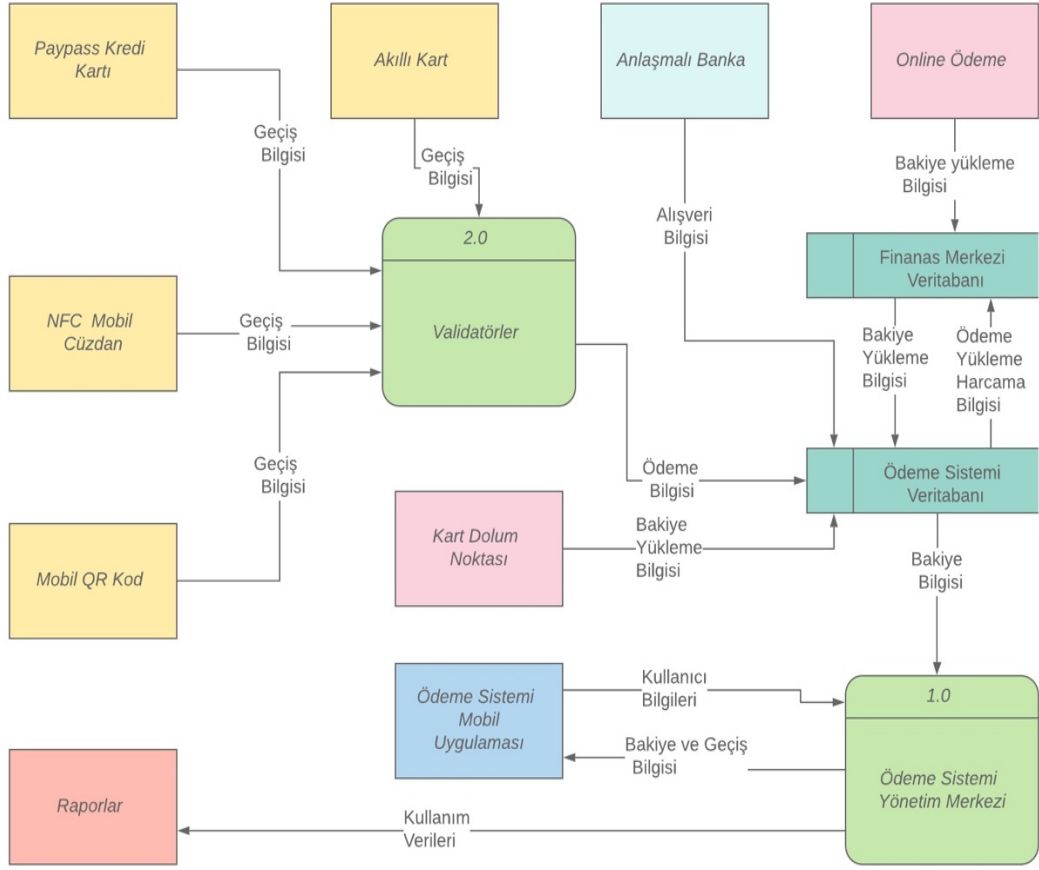 Paypass Kredi
Kartı
Akıllı Kart
Anlaşmalı Banka
Online Ödeme
Geçiş
Bilgisi
Geçiş
Bilgisi
Bakiye yükleme
Bilgisi
Alışveri
Bilgisi
2.0
Validatörler
Finanas Merkezi
Veritabanı
NFC Mobil
Cüzdan
Geçiş
Bilgisi
Bakiye
Yükleme
Bilgisi
Ödeme
Yükleme
Harcama
Bilgisi
Geçiş
Bilgisi
Ödeme
Bilgisi
Ödeme Sistemi
Veritabanı
Kart Dolum
Noktası
Bakiye
Yükleme
Bilgisi
Mobil QR Kod
Bakiye
Bilgisi
Ödeme Sistemi
Mobil
Uygulaması
Kullanıcı
Bilgileri
1.0
Ödeme Sistemi
Yönetim Merkezi
Bakiye ve Geçiş
Bilgisi
Raporlar
Kullanım
Verileri